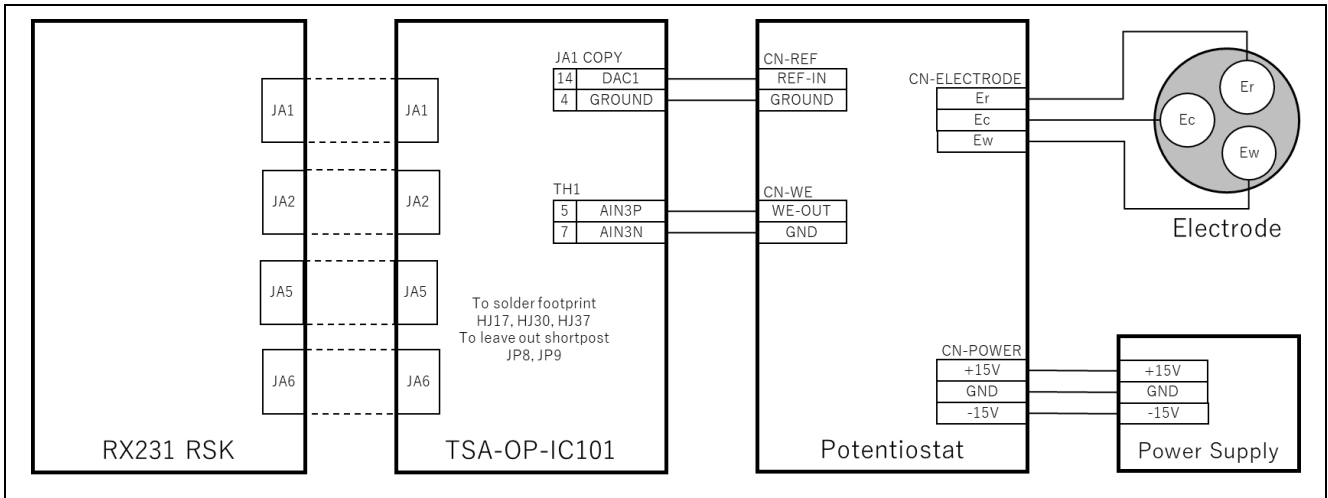 JA1
JA2
JA5
JA6
RX231 RSK
JA1
JA2
JA5
JA6
JA1 COPY
14 DAC1
4 GROUND
TH1
5 AIN3P
7 AIN3N
To solder footprint
HJ17, HJ30, HJ37
To leave out shortpost
JP8, JP9
TSA-OP-IC101
CN-REF
REF-IN
GROUND
CN-WE
WE-OUT
GND
CN-ELECTRODE
Er
Ec
Ew
CN-POWER
+15V
GND
-15V
Potentiostat
Er
Ec
Ew
Electrode
+15V
GND
-15V
Power Supply